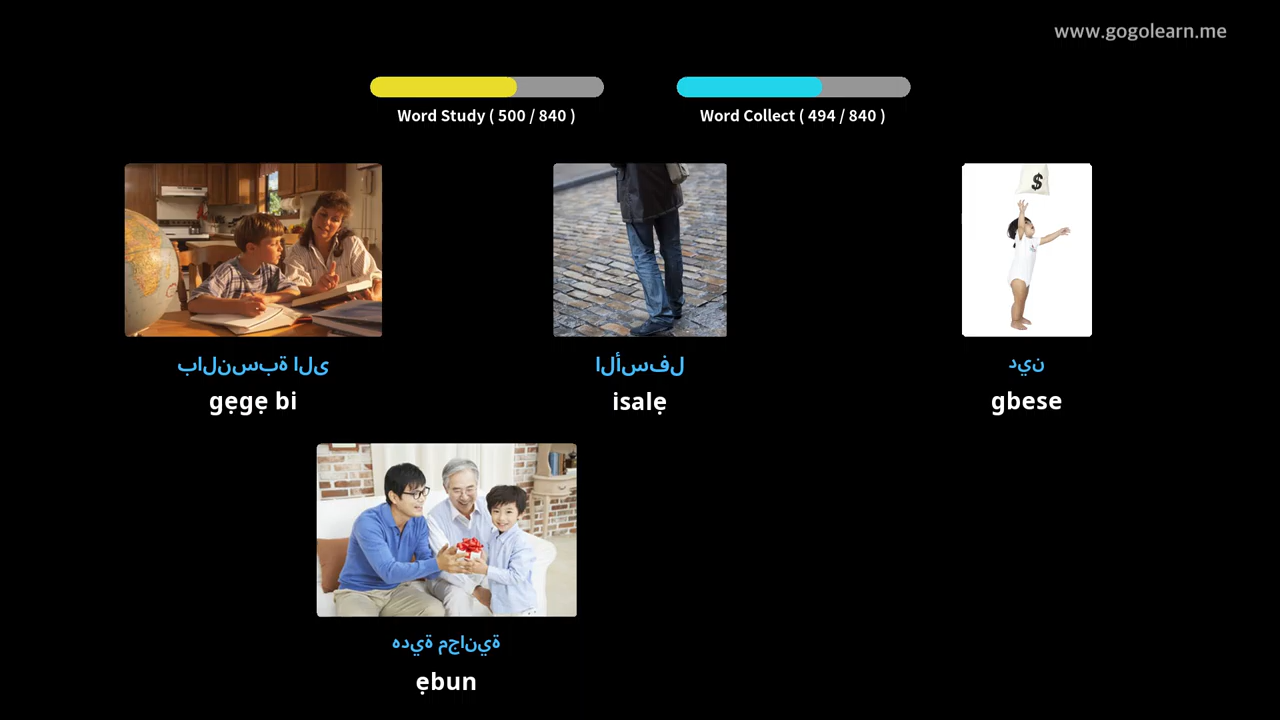 www.gogolearn.me
Word Study ( 500 / 840 )
Word Collect ( 494 / 840 )
بالنسبة الى
gẹgẹ bi
الأسفل
isalẹ
دين
gbese
هدية مجانية
ẹbun